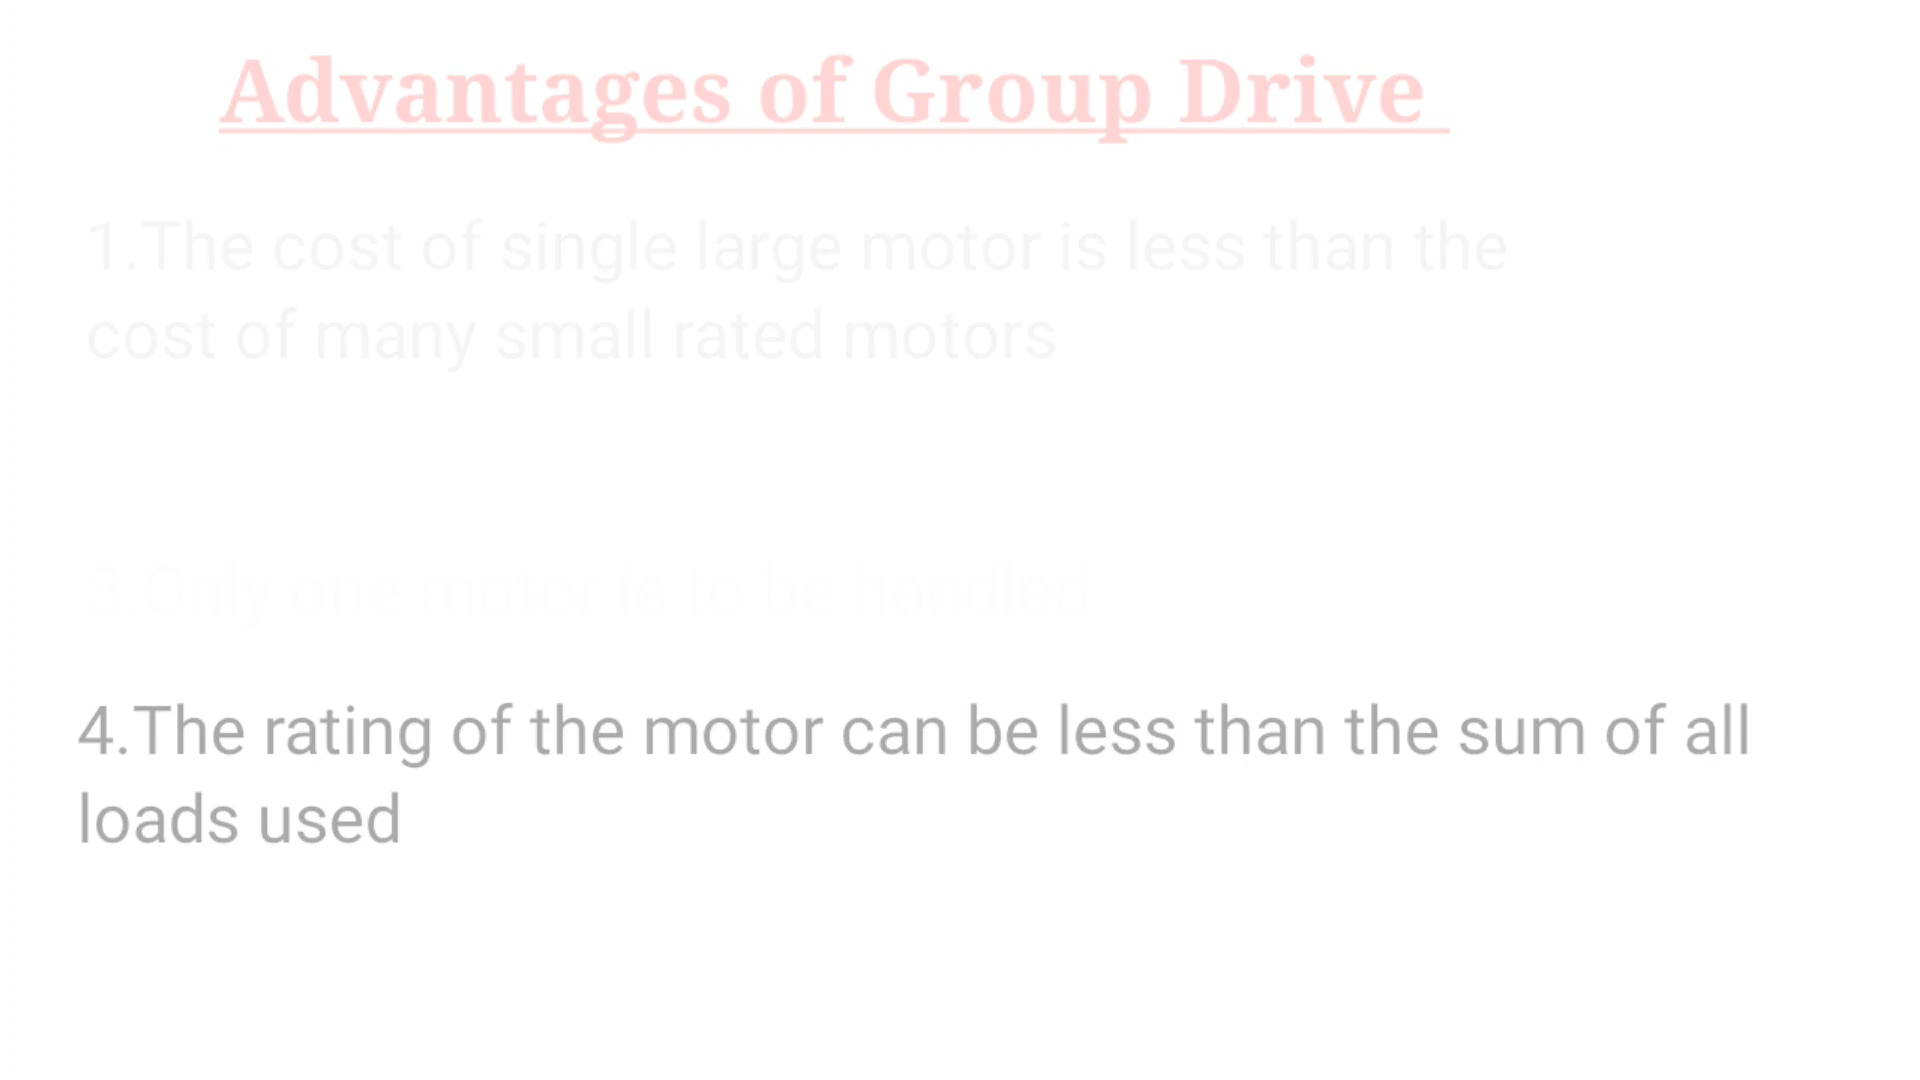 Advantages of Group Drive
1.The cost of single large motor is less than the
cost of many small rated motors
3.Only one motor is to be handled
4.The rating of the motor can be less than the sum of all
loads used